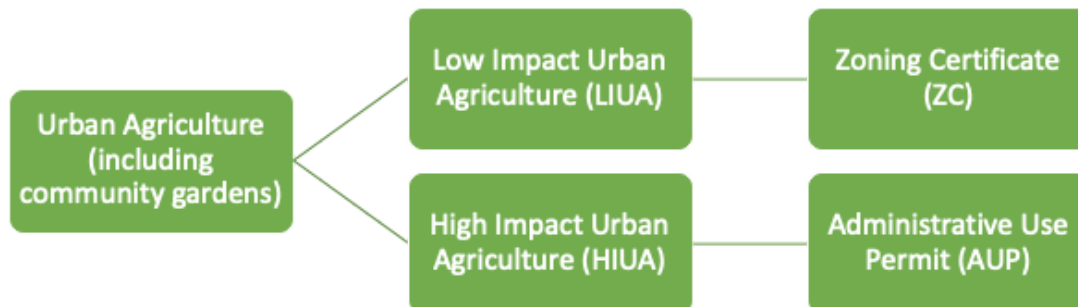 Urban Agriculture
(including
community gardens)
Low Impact Urban
Agriculture (LIUA)
Zoning Certificate
(ZC)
High Impact Urban
Agriculture (HIUA)
Administrative Use
Permit (AUP)